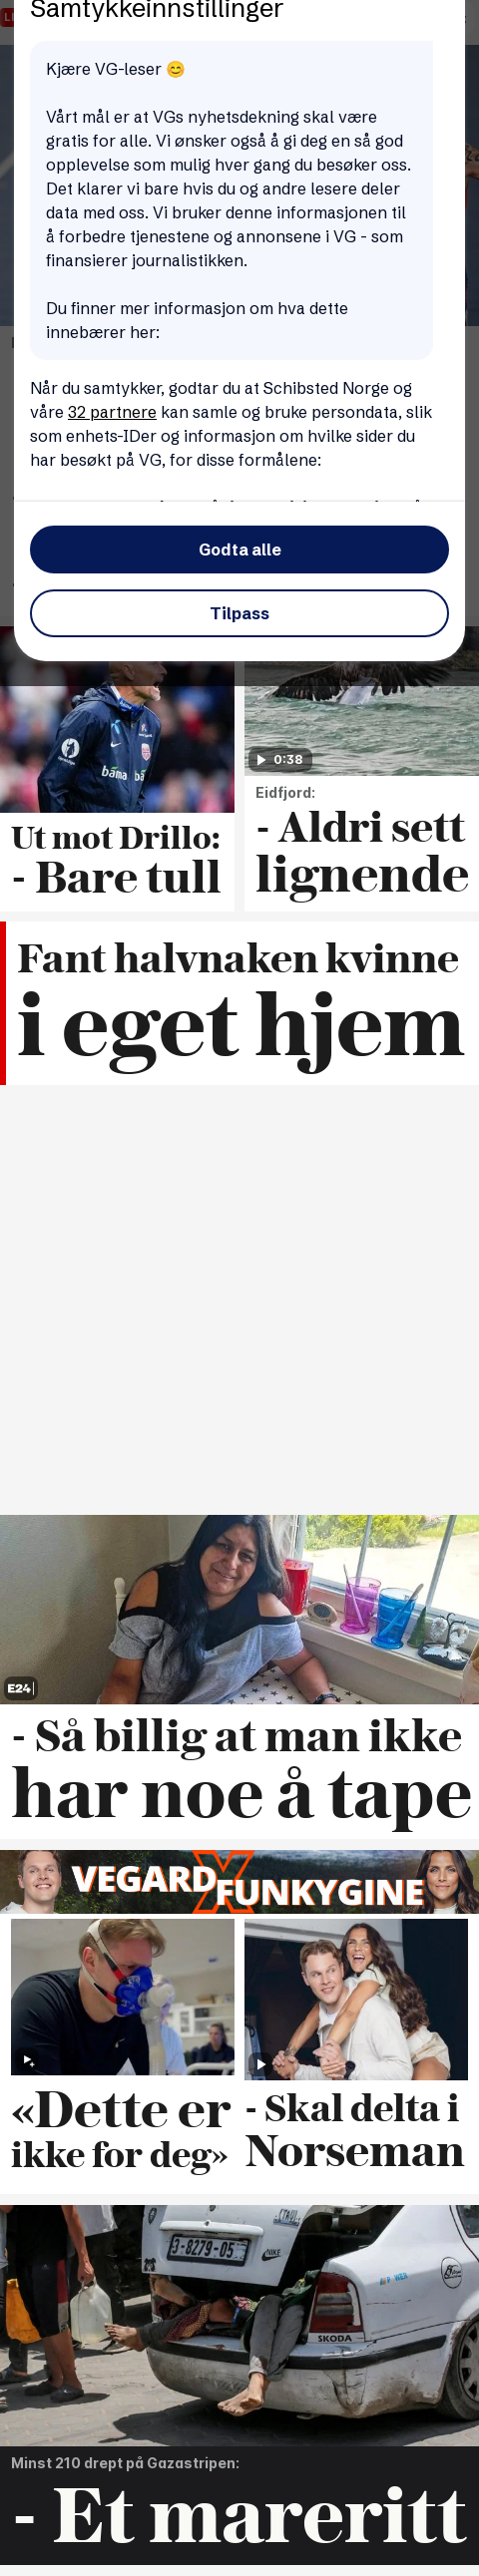 Samtykkeinnstillinger
Kjære VG-leser 😊
Vårt mål er at VGs nyhetsdekning skal være
gratis for alle. Vi ønsker også å gi deg en så god
opplevelse som mulig hver gang du besøker oss.
Det klarer vi bare hvis du og andre lesere deler
data med oss. Vi bruker denne informasjonen til
å forbedre tjenestene og annonsene i VG - som
finansierer journalistikken.
Du finner mer informasjon om hva dette
innebærer her:
Når du samtykker, godtar du at Schibsted Norge og
våre 32 partnere kan samle og bruke persondata, slik
som enhets-IDer og informasjon om hvilke sider du
har besøkt på VG, for disse formålene:
Godta alle
Tilpass
bama
0:38
Ut mot Drillo:
- Bare tull
Eidfjord:
- Aldri sett
lignende
Fant halvnaken kvinne
i eget hjem
E24
- Så billig at man ikke
har noe å tape
VEGARD X FUNKYGINE
«Dette er
ikke for deg»
- Skal delta i
Norseman
3-8279-05
NIKE
SKODA
Minst 210 drept på Gazastripen:
- Et mareritt